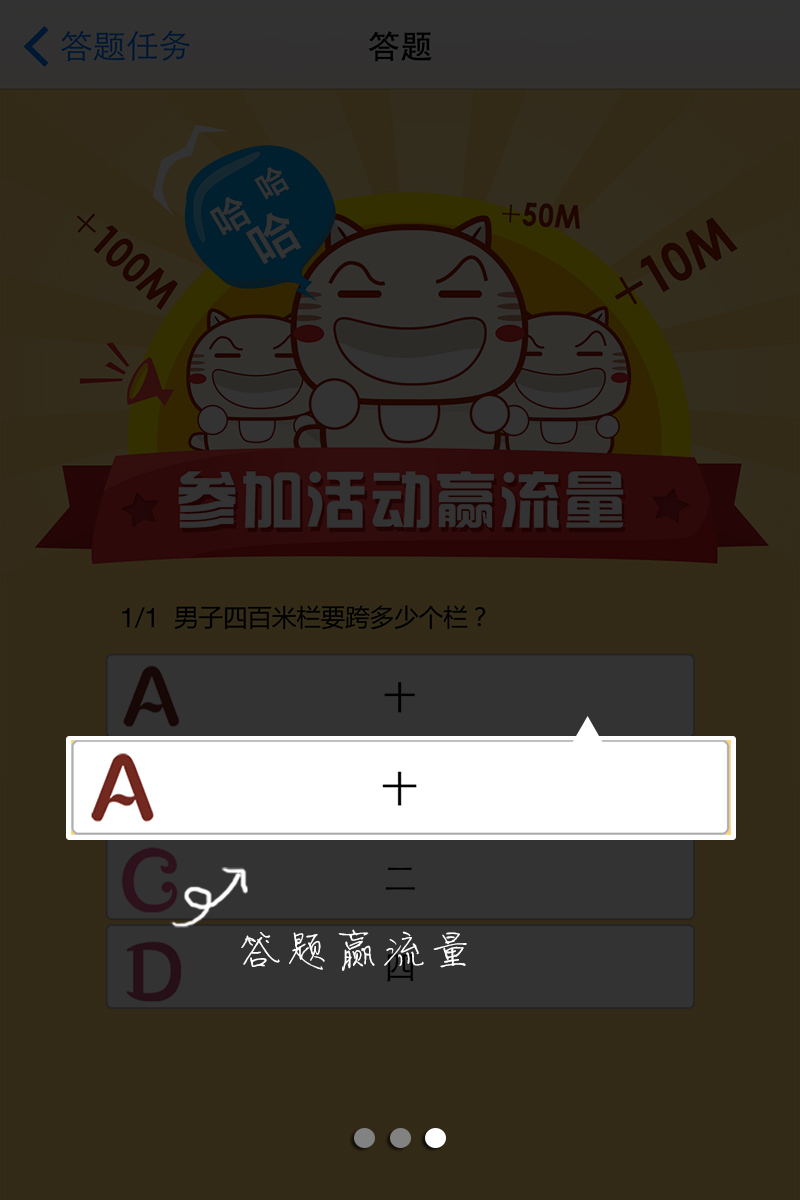 答题任务
答题
哈
哈
哈
×100M
+50M
+10M
参加活动赢流量
1/1 男子四百米栏要跨多少个栏？
A 十
A 十
C 二
答题赢流量
D 四